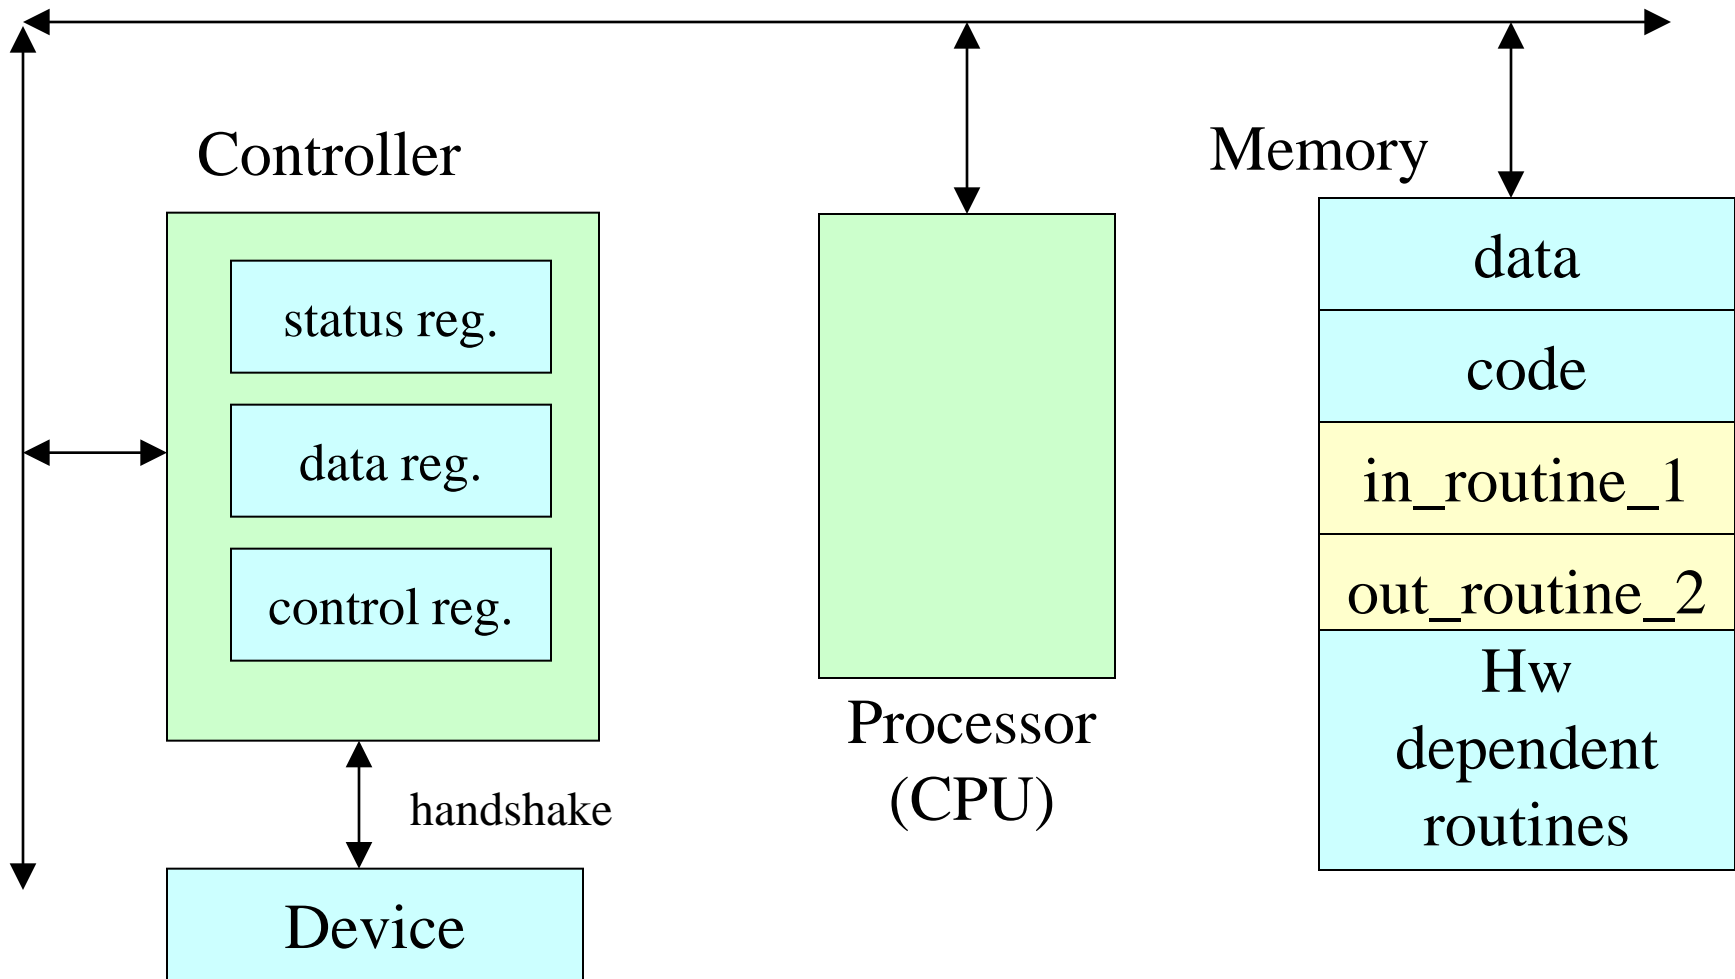 Controller
status reg.
data reg.
control reg.
handshake
Device
Processor
(CPU)
Memory
data
code
in_routine_1
out_routine_2
Hw
dependent
routines